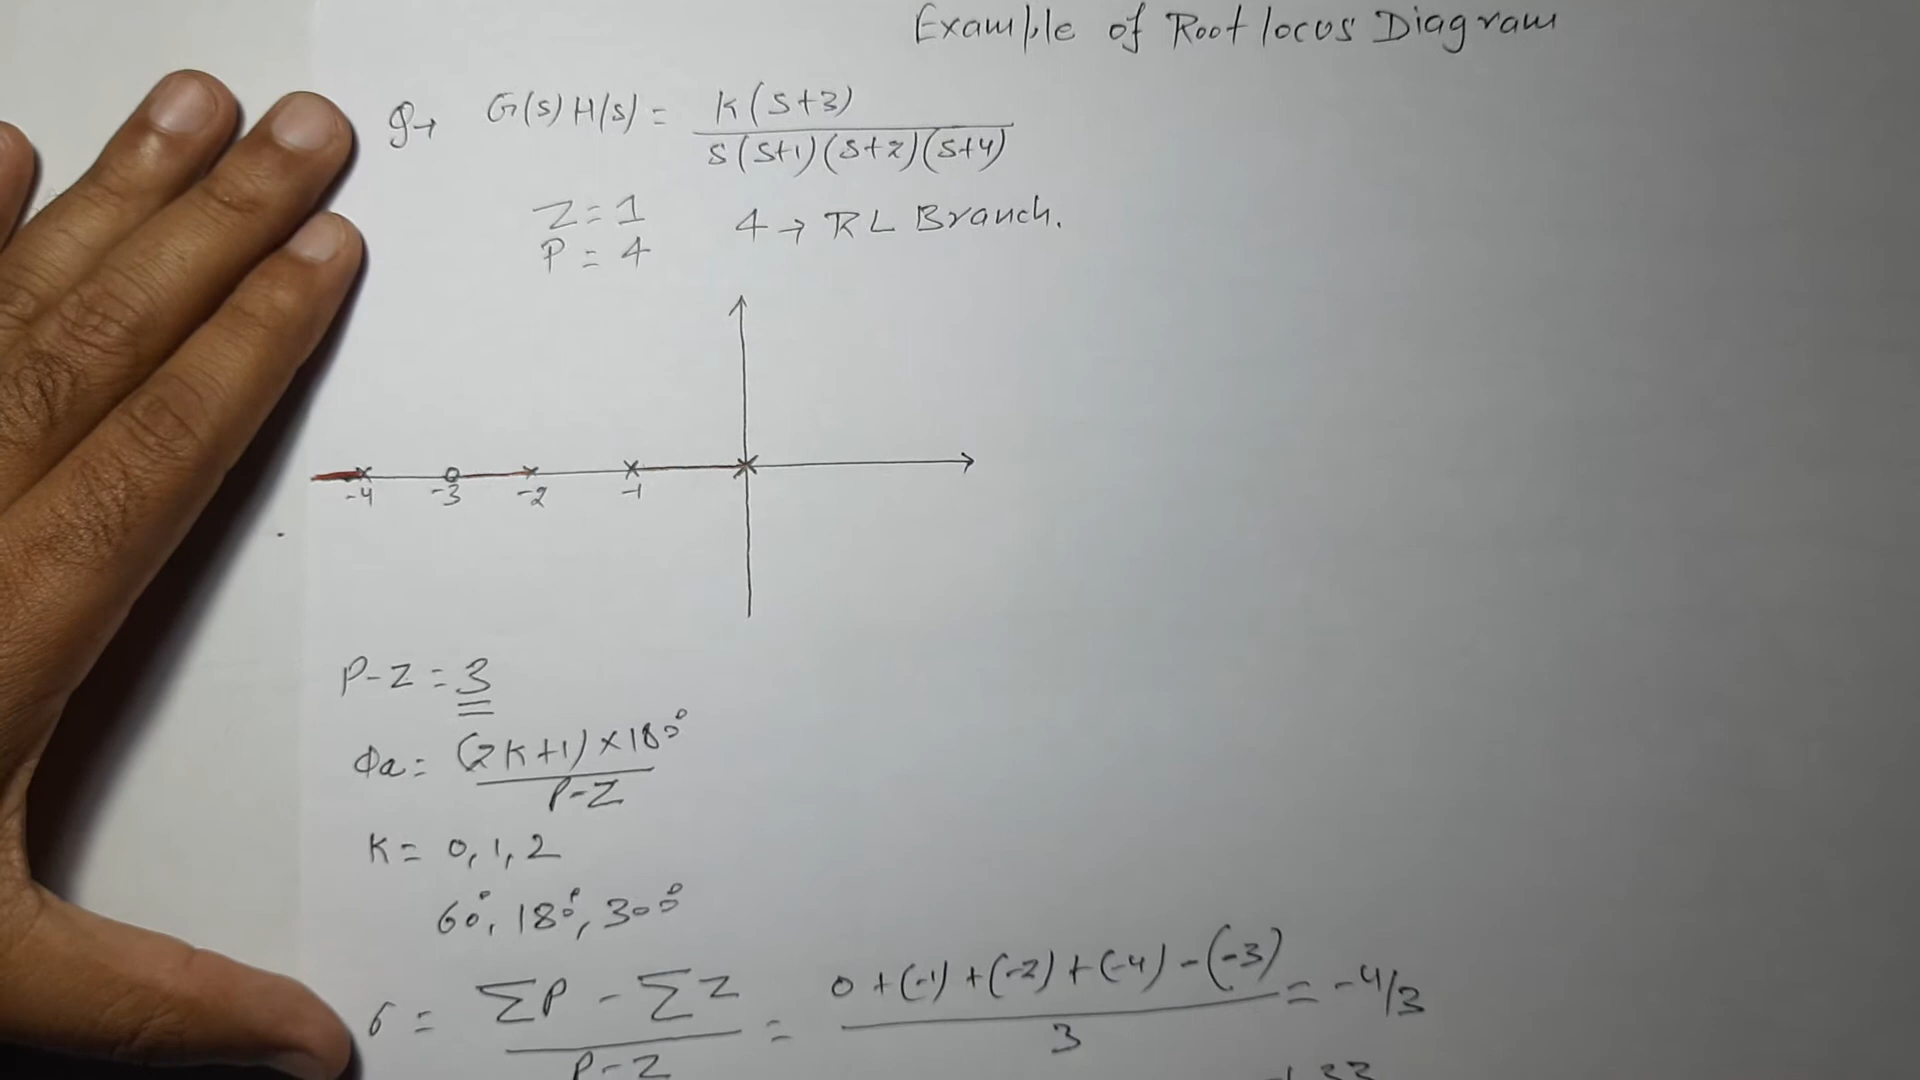 Example of Root locus Diagram
Q→ G(s)H(s) = K(s+3) / s(s+1)(s+2)(s+4)
Z = 1
P = 4
4 → RL Branch.
-4 -3 -2 -1
P-Z = 3
Φa = (2K+1)×180° / P-Z
K = 0, 1, 2
60°, 180°, 300°
σ = ΣP - ΣZ / P-Z = 0+(-1)+(-2)+(-4)-(-3) / 3 = -4/3